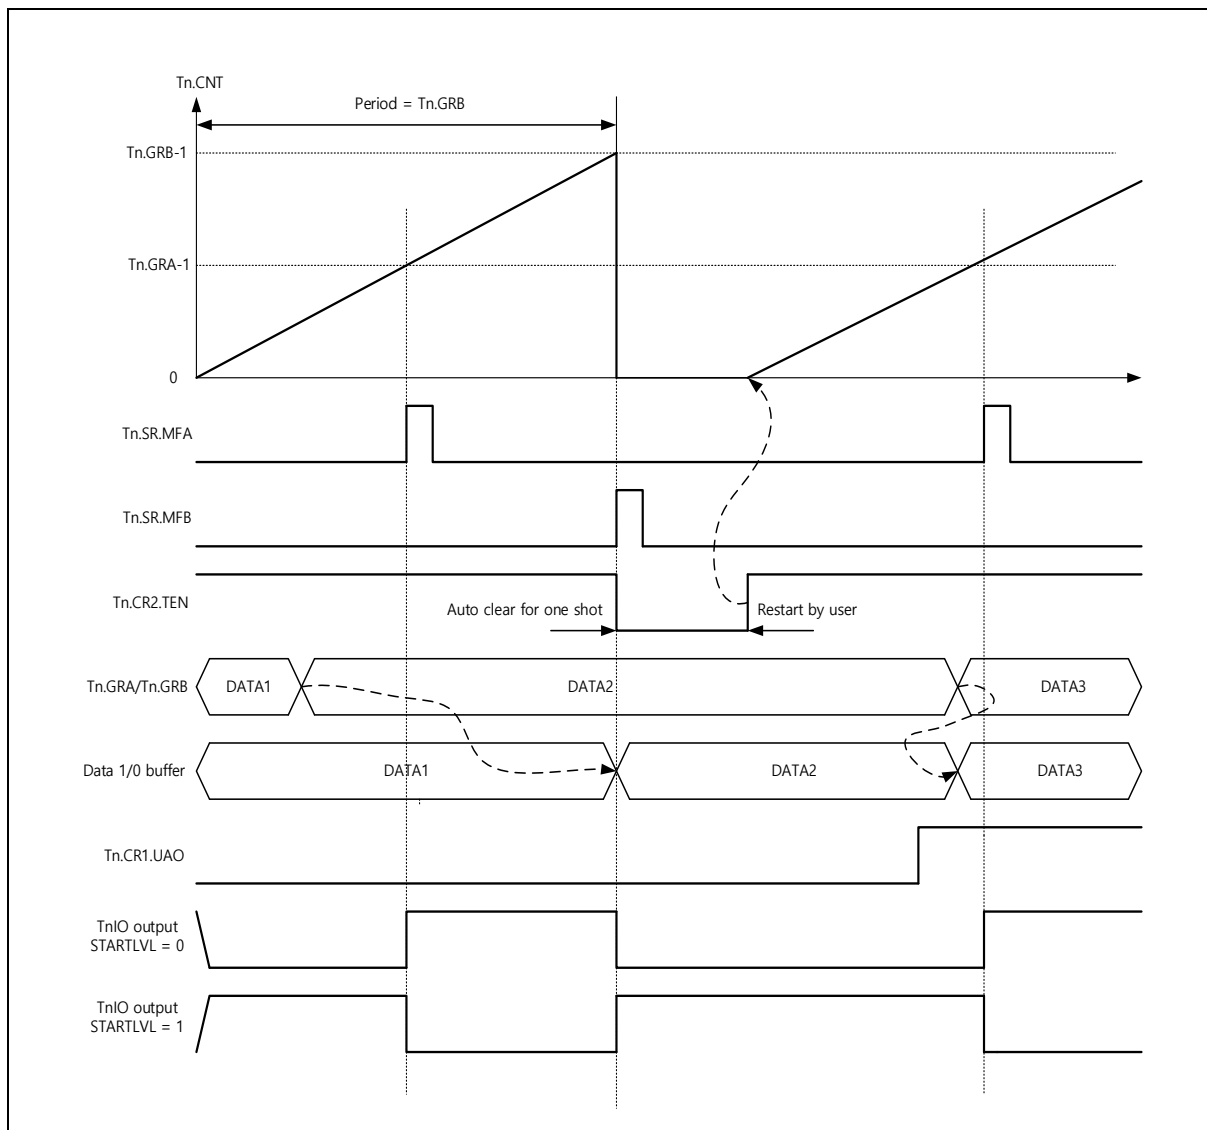 Tn.CNT
Period = Tn.GRB
Tn.GRB-1
Tn.GRA-1
0
Tn.SR.MFA
Tn.SR.MFB
Tn.CR2.TEN
Auto clear for one shot
Restart by user
Tn.GRA/Tn.GRB
DATA1
DATA2
DATA3
Data 1/0 buffer
DATA1
DATA2
DATA3
Tn.CR1.UAO
TnIO output
STARTLVL = 0
TnIO output
STARTLVL = 1